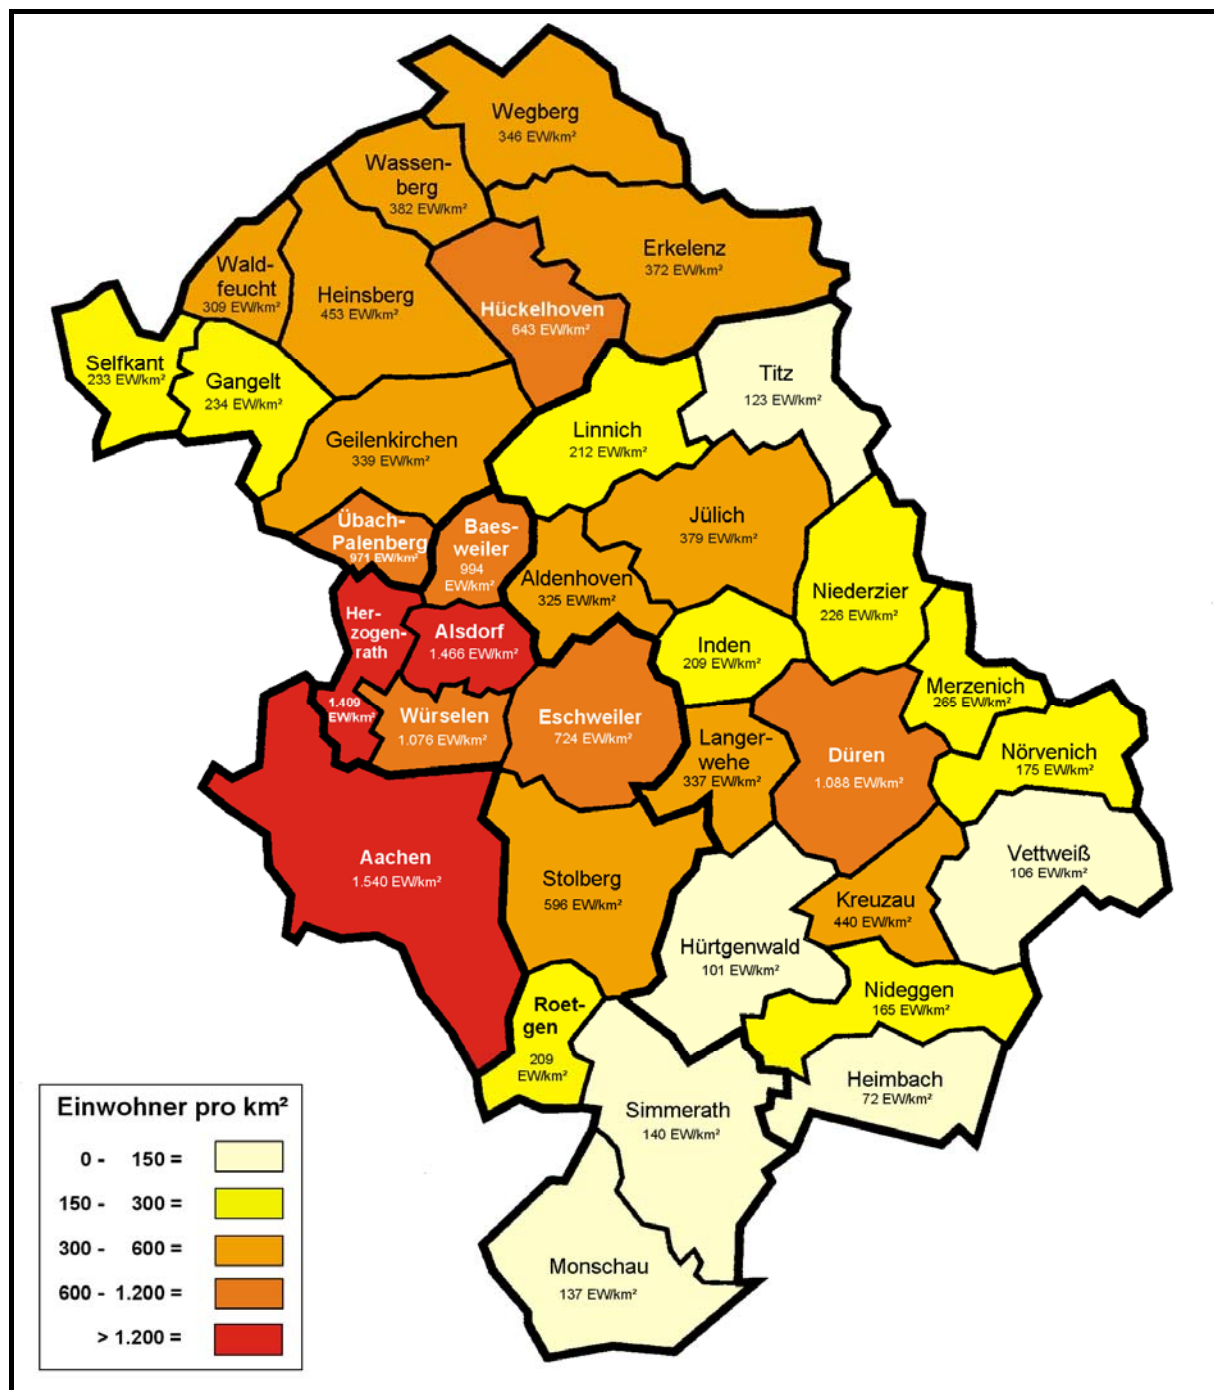 Wegberg
346 EW/km²
Wassen-
berg
382 EW/km²
Erkelenz
372 EW/km²
Wald-
feucht
309 EW/km²
Heinsberg
453 EW/km²
Hückelhoven
643 EW/km²
Selfkant
233 EW/km²
Gangelt
234 EW/km²
Titz
123 EW/km²
Geilenkirchen
339 EW/km²
Linnich
212 EW/km²
Übach-
Palenberg
971 EW/km²
Baes-
weiler
994
EW/km²
Jülich
379 EW/km²
Aldenhoven
325 EW/km²
Niederzier
226 EW/km²
Her-
zogen-
rath
1.409
EW/km²
Alsdorf
1.466 EW/km²
Inden
209 EW/km²
Merzenich
265 EW/km²
Würselen
1.076 EW/km²
Eschweiler
724 EW/km²
Langer-
wehe
337 EW/km²
Düren
1.088 EW/km²
Nörvenich
175 EW/km²
Aachen
1.540 EW/km²
Stolberg
596 EW/km²
Vettweiß
106 EW/km²
Kreuzau
440 EW/km²
Hürtgenwald
101 EW/km²
Nideggen
165 EW/km²
Roet-
gen
209
EW/km²
Heimbach
72 EW/km²
Simmerath
140 EW/km²
Monschau
137 EW/km²
Einwohner pro km²
0 - 150 =
150 - 300 =
300 - 600 =
600 - 1.200 =
> 1.200 =